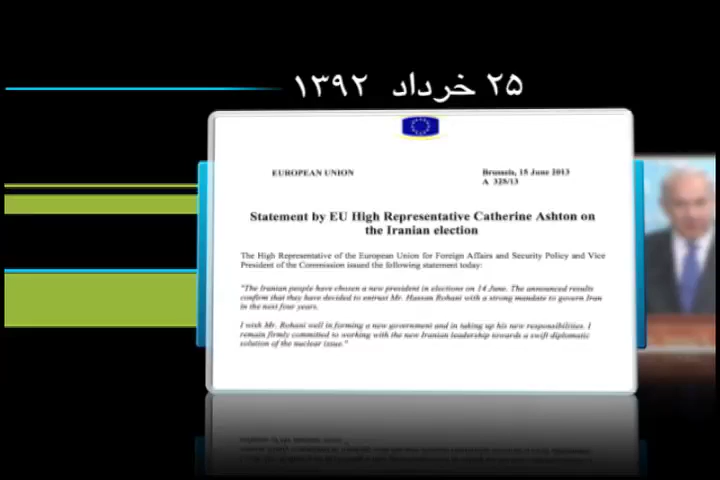 ۲۵ خرداد ۱۳۹۲
EUROPEAN UNION
Brussels, 15 June 2013
A 328/13
Statement by EU High Representative Catherine Ashton on
the Iranian election
The High Representative of the European Union for Foreign Affairs and Security Policy and Vice
President of the Commission issued the following statement today:
"The Iranian people have chosen a new president in elections on 14 June. The announced results
confirm that they have decided to entrust Mr. Hassan Rohani with a strong mandate to govern Iran
in the next four years.
I wish Mr. Rohani well in forming a new government and in taking up his new responsibilities. I
remain firmly committed to working with the new Iranian leadership towards a swift diplomatic
solution of the nuclear issue."